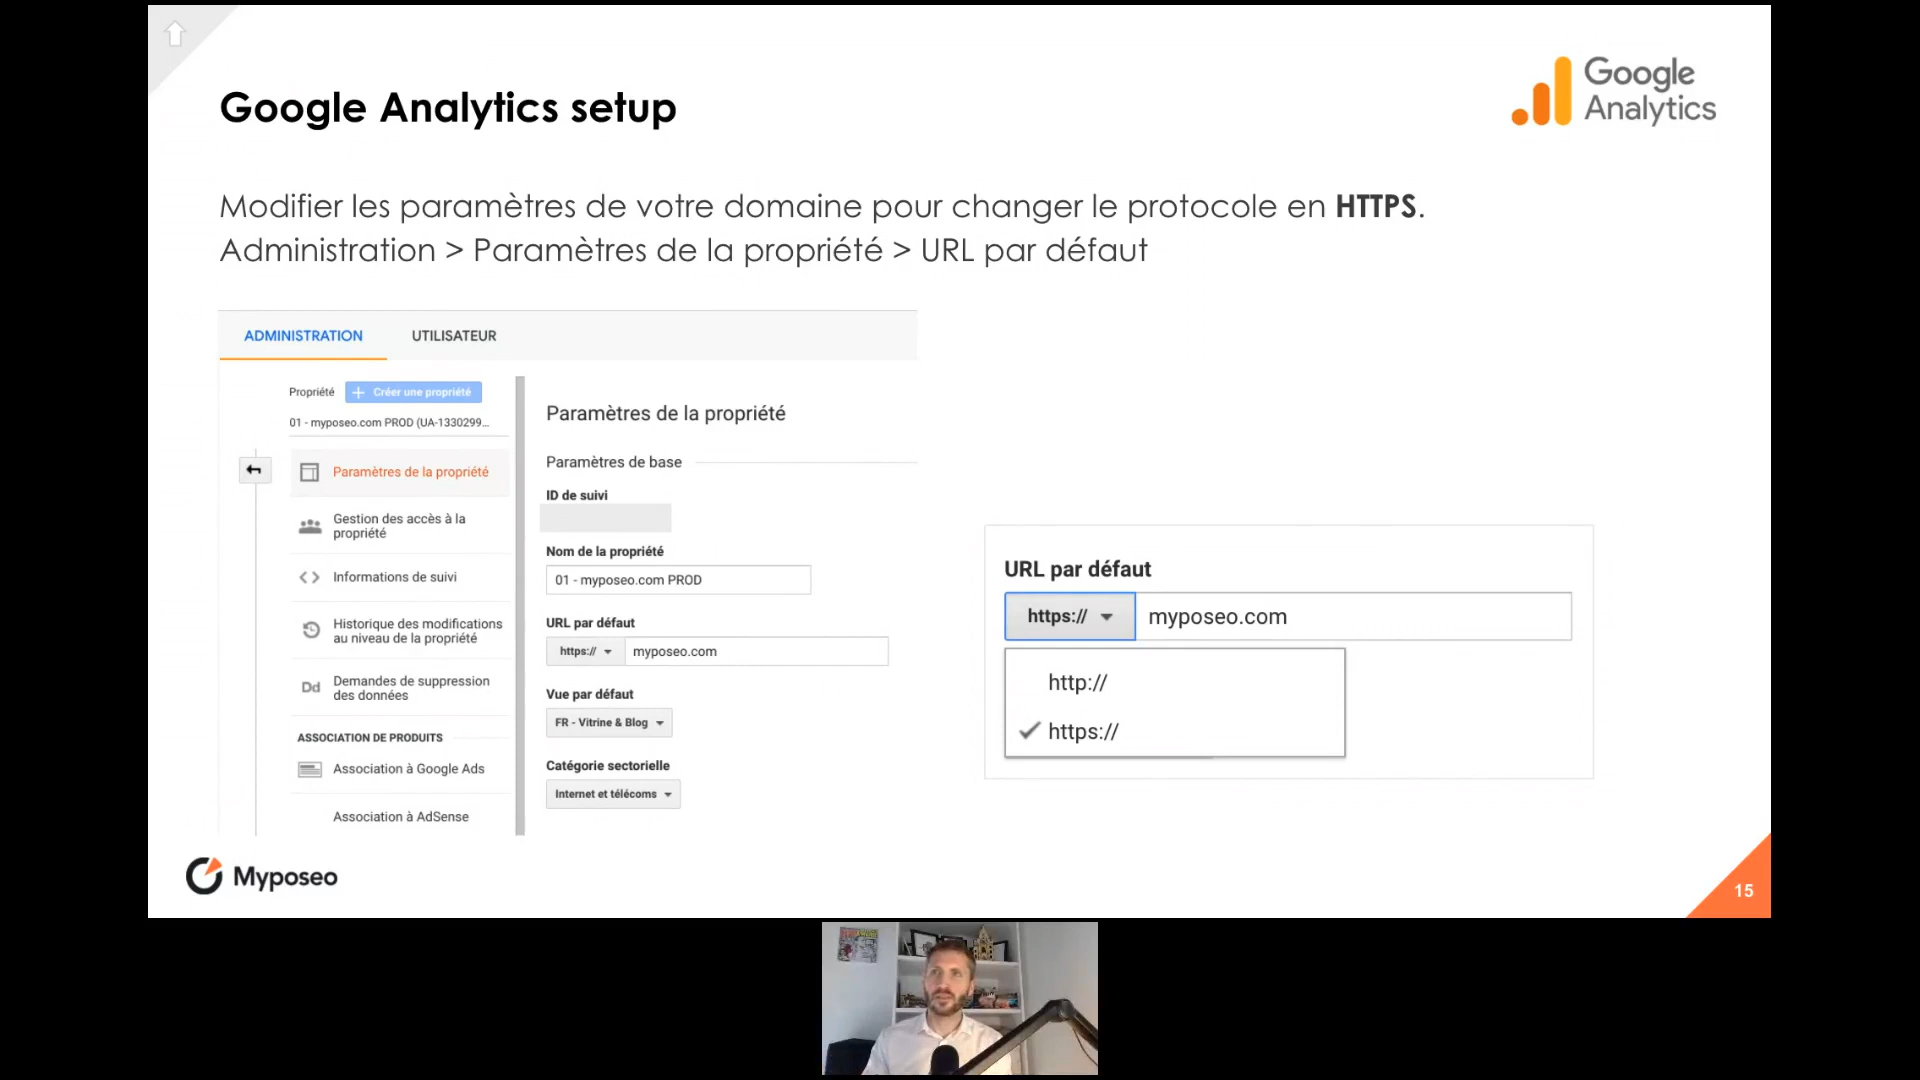 Google Analytics setup
Google
Analytics
Modifier les paramètres de votre domaine pour changer le protocole en HTTPS.
Administration > Paramètres de la propriété > URL par défaut
ADMINISTRATION
UTILISATEUR
Propriété
Créer une propriété
01 - myposeo.com PROD (UA-1330299...
Paramètres de la propriété
Gestion des accès à la
propriété
Informations de suivi
Historique des modifications
au niveau de la propriété
Dd
Demandes de suppression
des données
ASSOCIATION DE PRODUITS
Association à Google Ads
Association à AdSense
Paramètres de la propriété
Paramètres de base
ID de suivi
Nom de la propriété
01 - myposeo.com PROD
URL par défaut
https://
myposeo.com
Vue par défaut
FR - Vitrine & Blog
Catégorie sectorielle
Internet et télécoms
URL par défaut
https://
myposeo.com
http://
https://
Myposeo
15